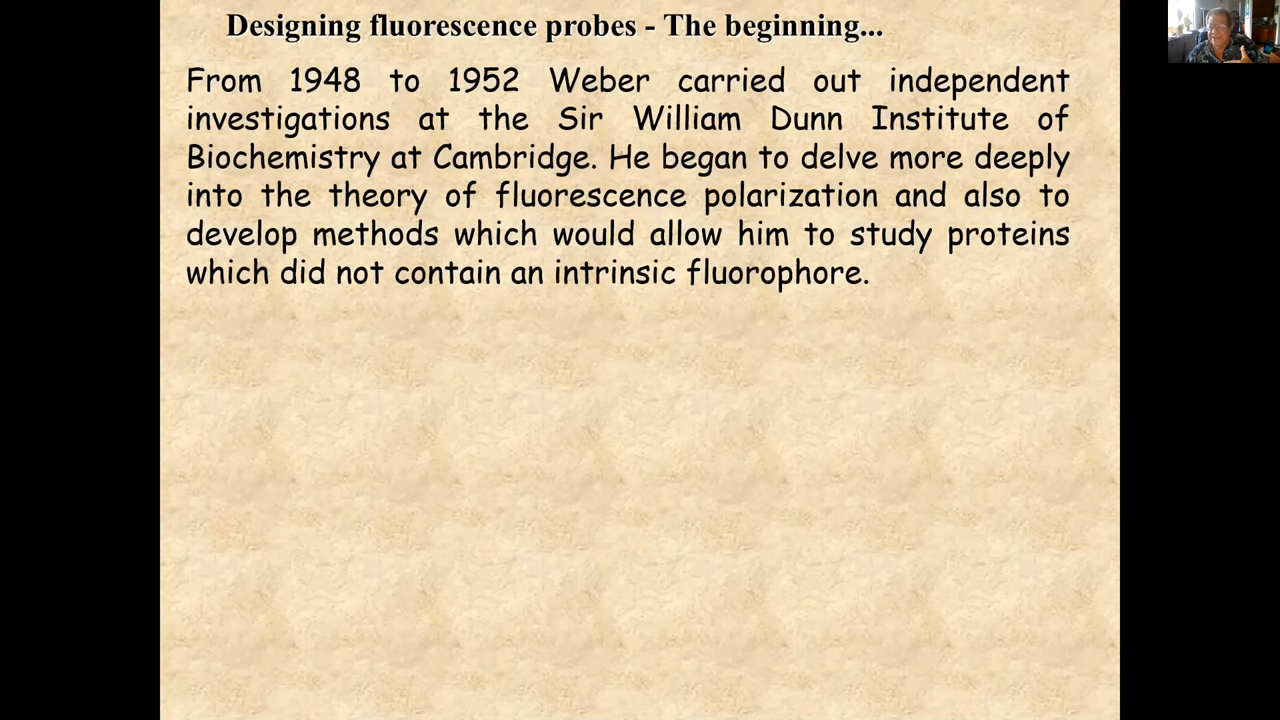 Designing fluorescence probes - The beginning...
From 1948 to 1952 Weber carried out independent
investigations at the Sir William Dunn Institute of
Biochemistry at Cambridge. He began to delve more deeply
into the theory of fluorescence polarization and also to
develop methods which would allow him to study proteins
which did not contain an intrinsic fluorophore.